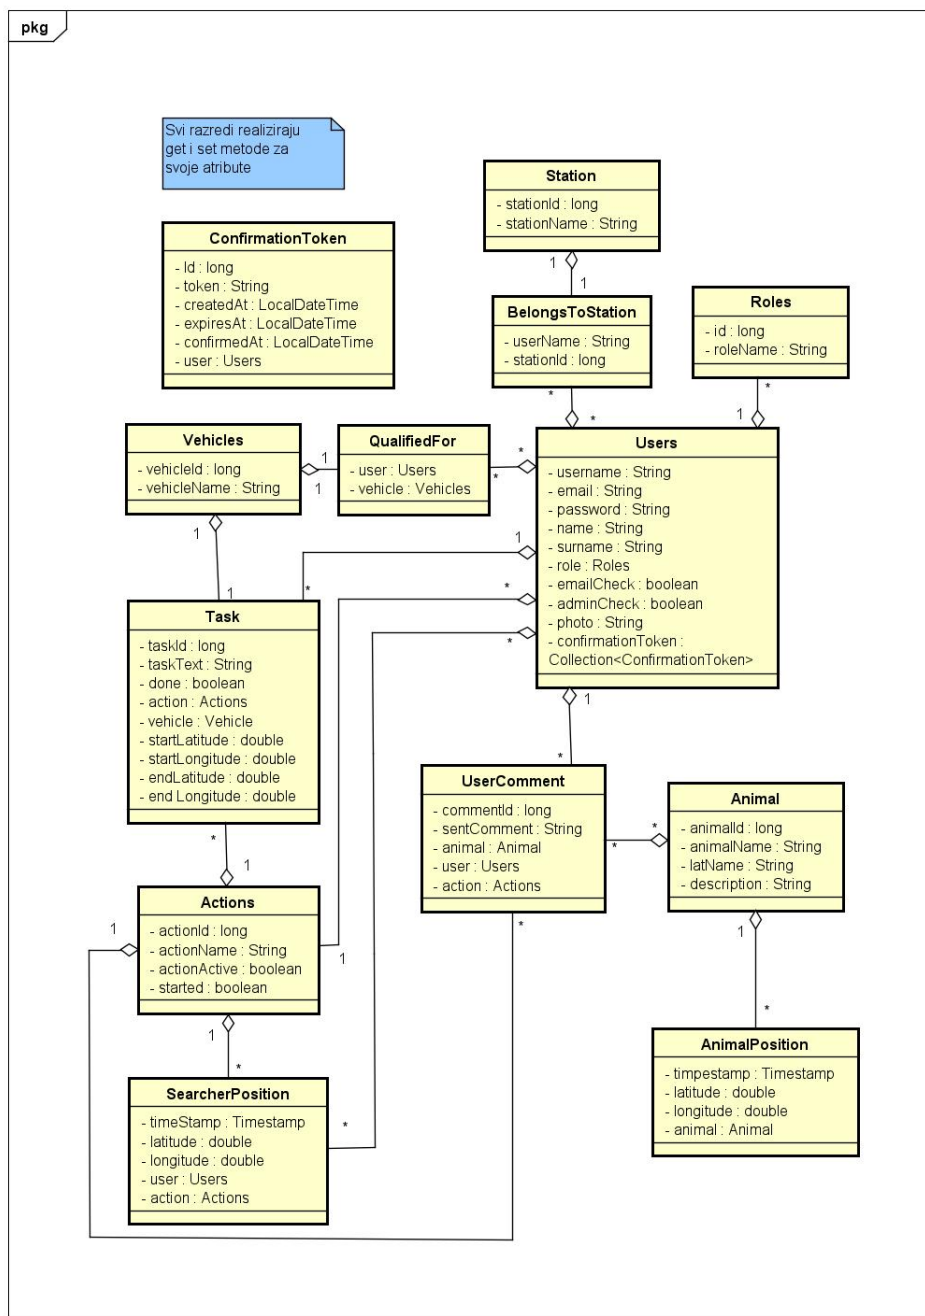 pkg
Svi razredi realiziraju
get i set metode za
svoje atribute
Station
- stationId : long
- stationName : String
1
1
ConfirmationToken
- Id : long
- token : String
- createdAt : LocalDateTime
- expiresAt : LocalDateTime
- confirmedAt : LocalDateTime
- user : Users
BelongsToStation
- userName : String
- stationId : long
*
*
Roles
- id : long
- roleName : String
*
1
Vehicles
- vehicleId : long
- vehicleName : String
1
1
1
1
QualifiedFor
- user : Users
- vehicle : Vehicles
*
*
Users
- username : String
- email : String
- password : String
- name : String
- surname : String
- role : Roles
- emailCheck : boolean
- adminCheck : boolean
- photo : String
- confirmationToken :
Collection<ConfirmationToken>
1
*
*
*
1
*
Task
- taskId : long
- taskText : String
- done : boolean
- action : Actions
- vehicle : Vehicle
- startLatitude : double
- startLongitude : double
- endLatitude : double
- end Longitude : double
*
1
UserComment
- commentId : long
- sentComment : String
- animal : Animal
- user : Users
- action : Actions
*
*
*
Animal
- animalId : long
- animalName : String
- latName : String
- description : String
1
*
Actions
- actionId : long
- actionName : String
- actionActive : boolean
- started : boolean
1
1
1
*
SearcherPosition
- timeStamp : Timestamp
- latitude : double
- longitude : double
- user : Users
- action : Actions
*
AnimalPosition
- timpestamp : Timestamp
- latitude : double
- longitude : double
- animal : Animal